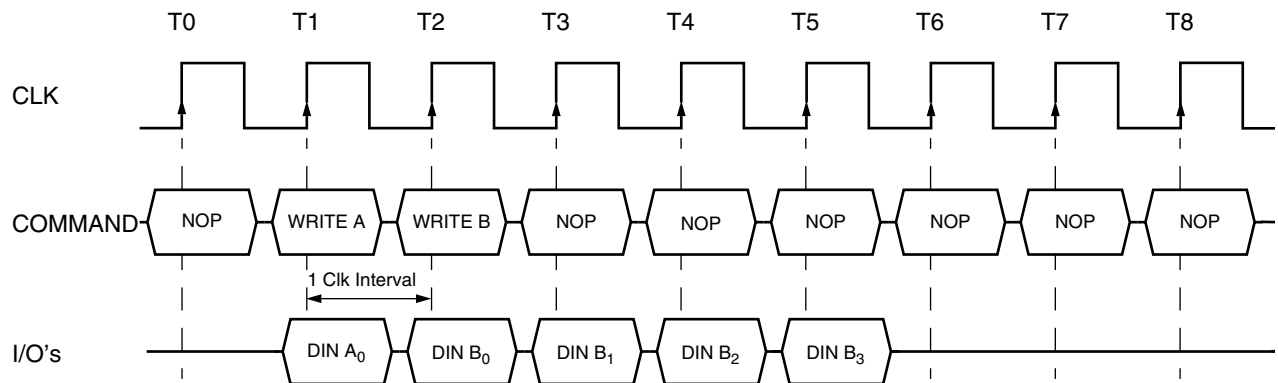 T0 T1 T2 T3 T4 T5 T6 T7 T8
CLK
COMMAND NOP WRITE A WRITE B NOP NOP NOP NOP NOP NOP
1 Clk Interval
I/O's DIN A0 DIN B0 DIN B1 DIN B2 DIN B3